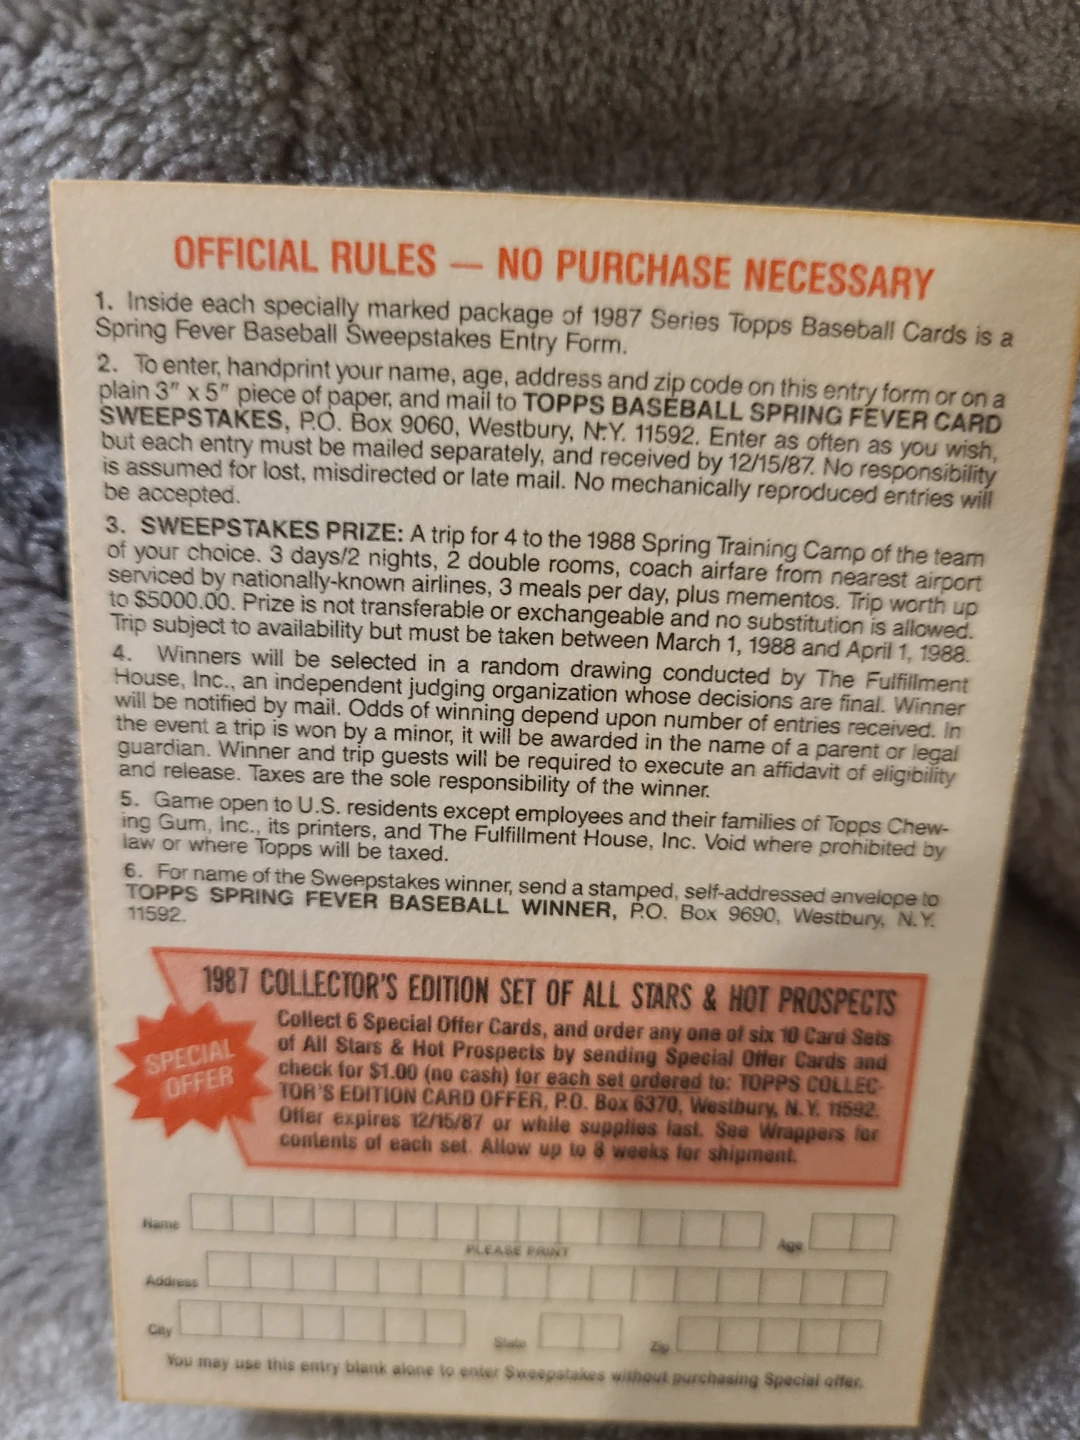 OFFICIAL RULES — NO PURCHASE NECESSARY
1. Inside each specially marked package of 1987 Series Topps Baseball Cards is a
Spring Fever Baseball Sweepstakes Entry Form.
2. To enter, handprint your name, age, address and zip code on this entry form or on a
plain 3" x 5" piece of paper, and mail to TOPPS BASEBALL SPRING FEVER CARD
SWEEPSTAKES, P.O. Box 9060, Westbury, N.Y. 11592. Enter as often as you wish,
but each entry must be mailed separately, and received by 12/15/87. No responsibility
is assumed for lost, misdirected or late mail. No mechanically reproduced entries will
be accepted.
3. SWEEPSTAKES PRIZE: A trip for 4 to the 1988 Spring Training Camp of the team
of your choice. 3 days/2 nights, 2 double rooms, coach airfare from nearest airport
serviced by nationally-known airlines, 3 meals per day, plus mementos. Trip worth up
to $5000.00. Prize is not transferable or exchangeable and no substitution is allowed.
Trip subject to availability but must be taken between March 1, 1988 and April 1, 1988.
4. Winners will be selected in a random drawing conducted by The Fulfillment
House, Inc., an independent judging organization whose decisions are final. Winner
will be notified by mail. Odds of winning depend upon number of entries received. In
the event a trip is won by a minor, it will be awarded in the name of a parent or legal
guardian. Winner and trip guests will be required to execute an affidavit of eligibility
and release. Taxes are the sole responsibility of the winner.
5. Game open to U.S. residents except employees and their families of Topps Chew-
ing Gum, Inc., its printers, and The Fulfillment House, Inc. Void where prohibited by
law or where Topps will be taxed.
6. For name of the Sweepstakes winner, send a stamped, self-addressed envelope to
TOPPS SPRING FEVER BASEBALL WINNER, P.O. Box 9690, Westbury, N.Y.
11592.
1987 COLLECTOR'S EDITION SET OF ALL STARS & HOT PROSPECTS
SPECIAL
OFFER
Collect 6 Special Offer Cards, and order any one of six 10 Card Sets
of All Stars & Hot Prospects by sending Special Offer Cards and
check for $1.00 (no cash) for each set ordered to: TOPPS COLLEC-
TOR'S EDITION CARD OFFER, P.O. Box 6370, Westbury, N.Y. 11592.
Offer expires 12/15/87 or while supplies last. See Wrappers for
contents of each set. Allow up to 8 weeks for shipment.
Name Age
PLEASE PRINT
Address
City State Zip
You may use this entry blank alone to enter Sweepstakes without purchasing Special offer.